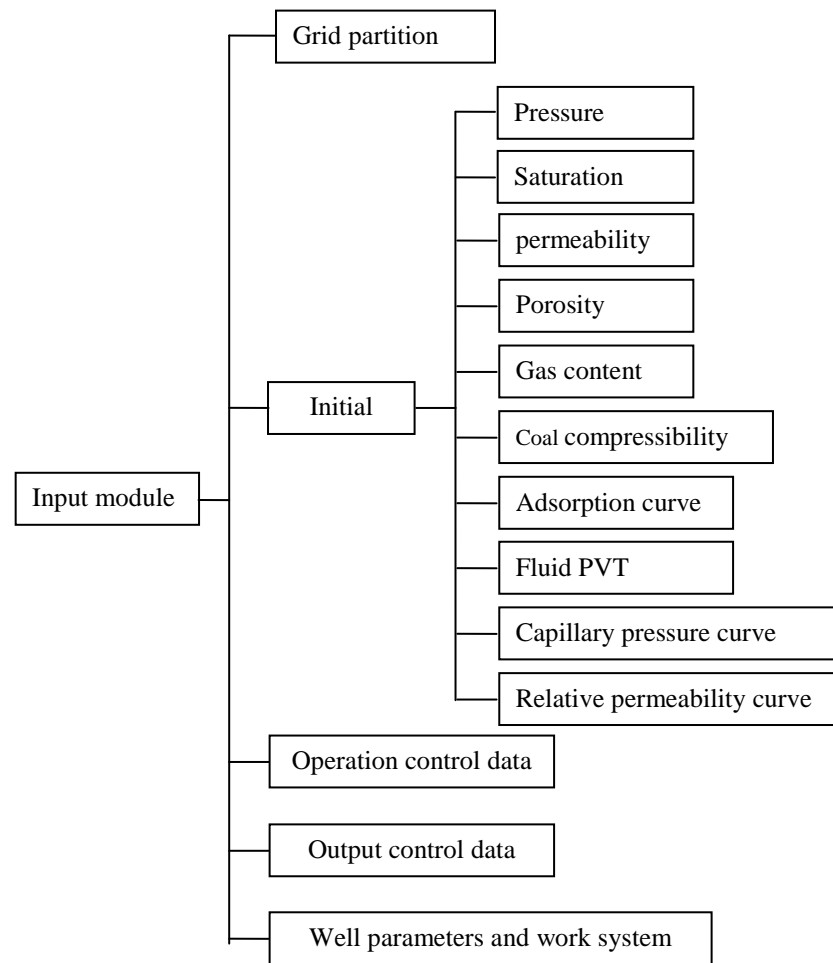 Grid partition
Pressure
Saturation
permeability
Porosity
Gas content
Initial
Coal compressibility
Input module
Adsorption curve
Fluid PVT
Capillary pressure curve
Relative permeability curve
Operation control data
Output control data
Well parameters and work system